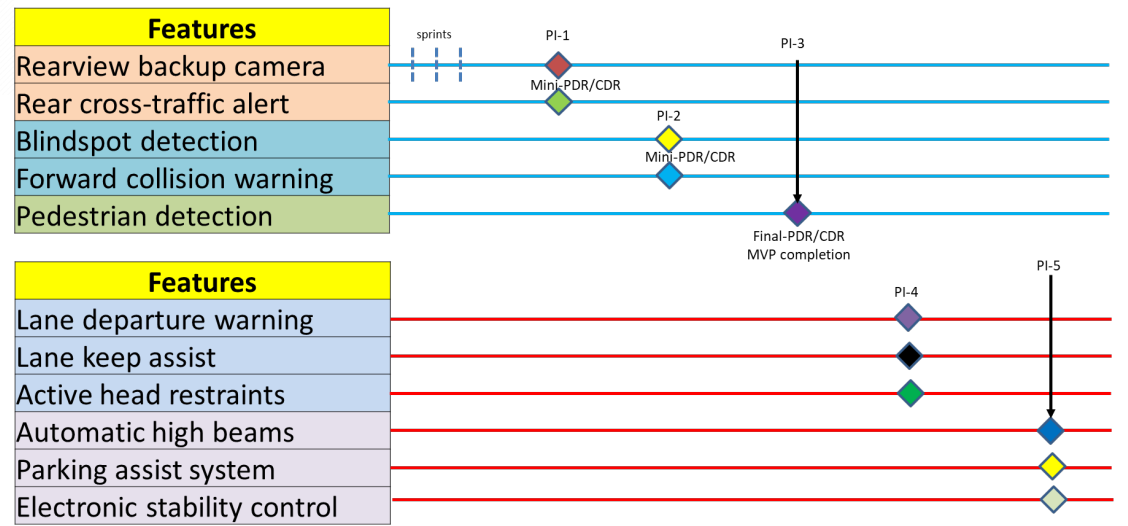 Features
sprints
PI-1
PI-3
Rearview backup camera
Mini-PDR/CDR
Rear cross-traffic alert
PI-2
Blindspot detection
Mini-PDR/CDR
Forward collision warning
Pedestrian detection
Final-PDR/CDR
MVP completion
Features
PI-5
PI-4
Lane departure warning
Lane keep assist
Active head restraints
Automatic high beams
Parking assist system
Electronic stability control